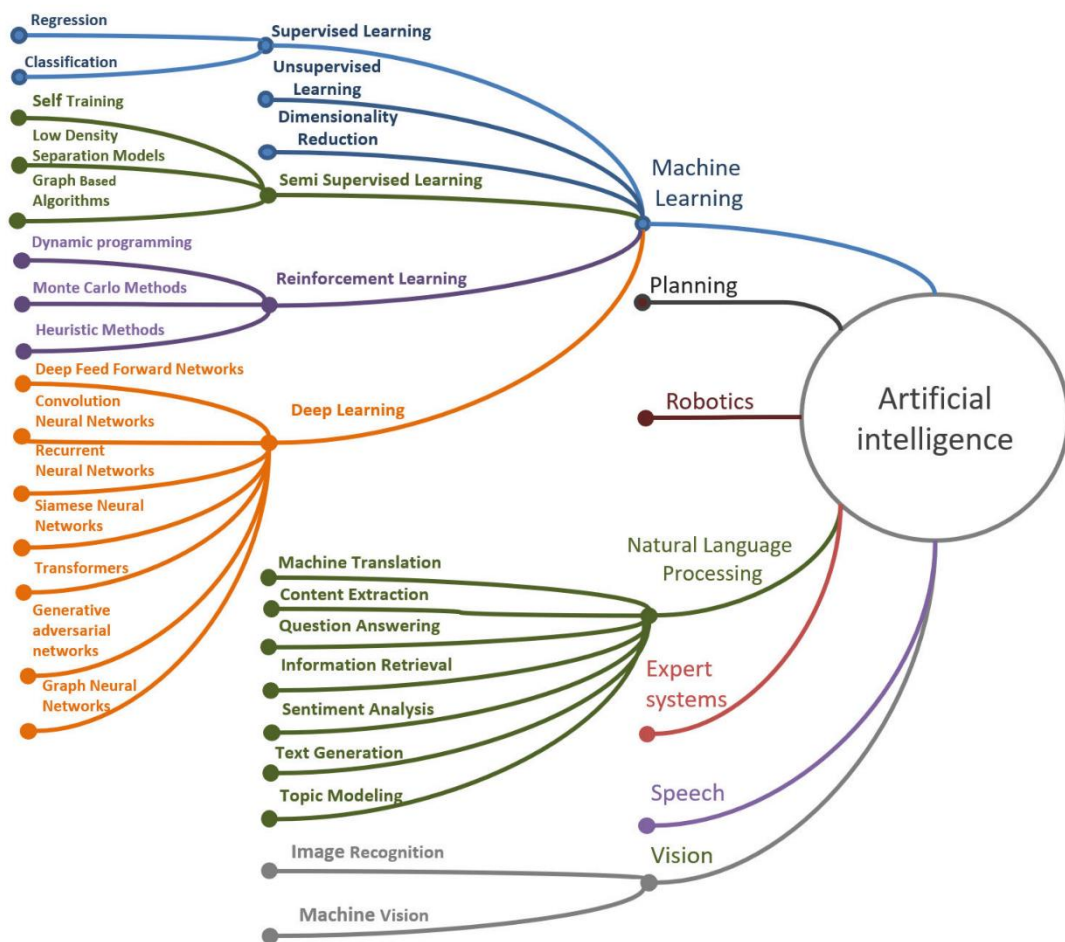 Regression
Classification
Supervised Learning
Unsupervised
Learning
Dimensionality
Reduction
Self Training
Low Density
Separation Models
Graph Based
Algorithms
Semi Supervised Learning
Dynamic programming
Monte Carlo Methods
Heuristic Methods
Reinforcement Learning
Deep Feed Forward Networks
Convolution
Neural Networks
Recurrent
Neural Networks
Siamese Neural
Networks
Transformers
Generative
adversarial
networks
Graph Neural
Networks
Deep Learning
Machine
Learning
Planning
Robotics
Artificial
intelligence
Machine Translation
Content Extraction
Question Answering
Information Retrieval
Sentiment Analysis
Text Generation
Topic Modeling
Natural Language
Processing
Expert
systems
Speech
Image Recognition
Machine Vision
Vision